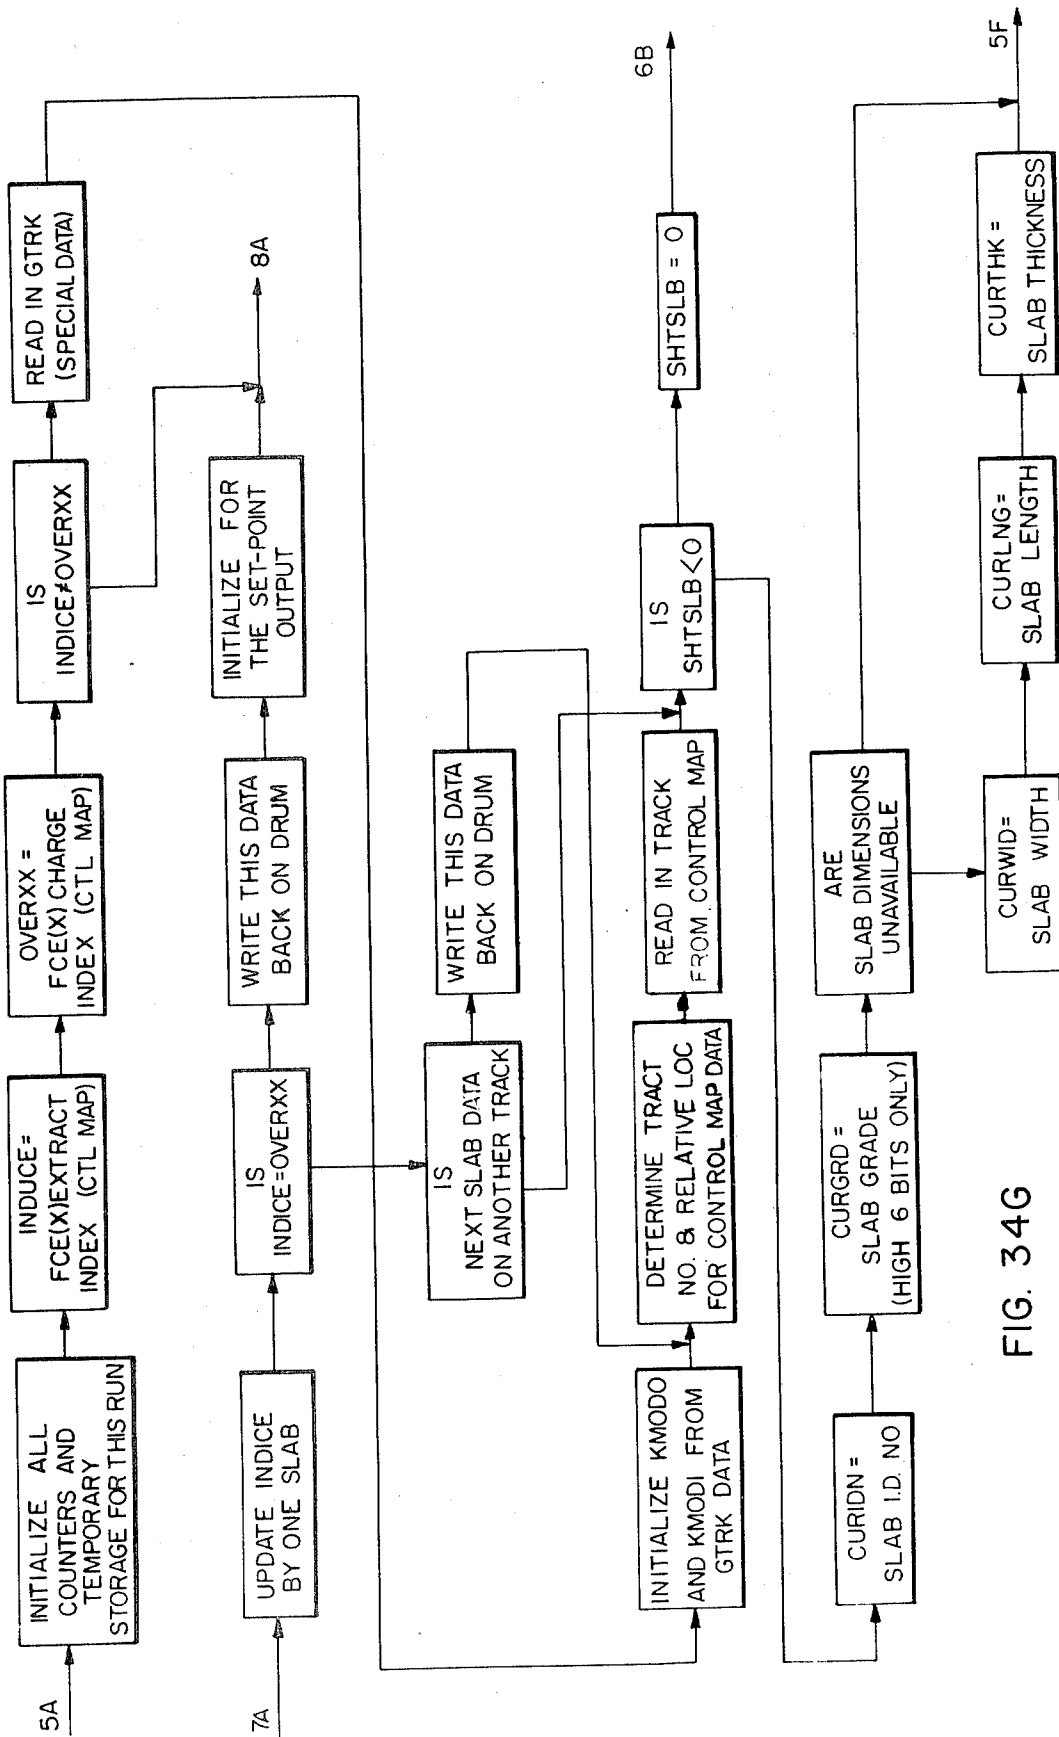 5A
INITIALIZE ALL
COUNTERS AND
TEMPORARY
STORAGE FOR THIS RUN
INDUCE=
FCE(X)EXTRACT
INDEX (CTL MAP)
OVERXX =
FCE(X) CHARGE
INDEX (CTL MAP)
IS
INDICE≠OVERXX
READ IN GTRK
(SPECIAL DATA)
7A
UPDATE INDICE
BY ONE SLAB
IS
INDICE=OVERXX
WRITE THIS DATA
BACK ON DRUM
INITIALIZE FOR
THE SET-POINT
OUTPUT
8A
IS
NEXT SLAB DATA
ON ANOTHER TRACK
WRITE THIS DATA
BACK ON DRUM
INITIALIZE KMODO
AND KMODI FROM
GTRK DATA
DETERMINE TRACT
NO. & RELATIVE LOC
FOR CONTROL MAP DATA
READ IN TRACK
FROM CONTROL MAP
IS
SHTSLB<0
SHTSLB = 0
6B
CURIDN =
SLAB I.D. NO
CURGRD =
SLAB GRADE
(HIGH 6 BITS ONLY)
ARE
SLAB DIMENSIONS
UNAVAILABLE
CURWID=
SLAB WIDTH
CURLNG=
SLAB LENGTH
CURTHK=
SLAB THICKNESS
5F
FIG. 34G